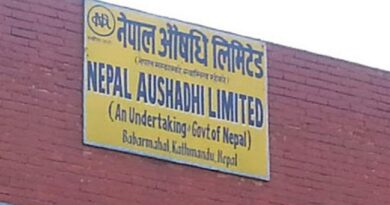 नेपाल औषधि लिमिटेड
NEPAL AUSHADHI LIMITED
(An Undertaking Govt of Nepal)
Babarmahal, Kathmandu, Nepal